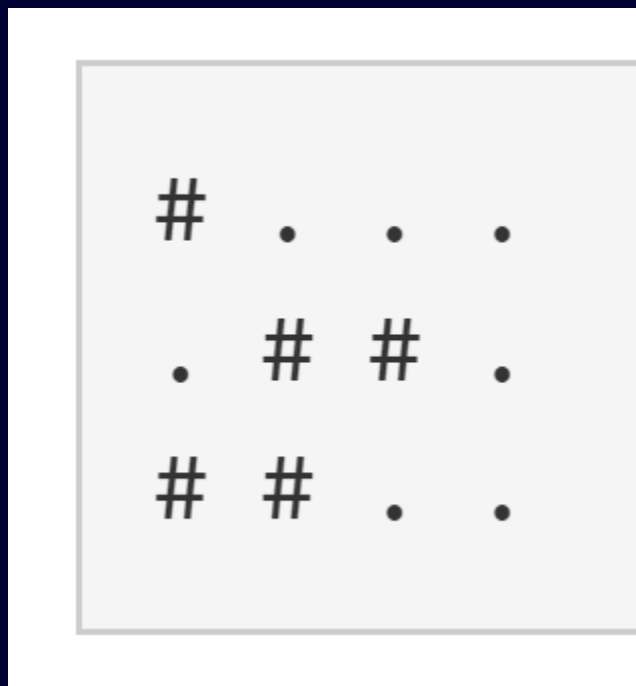 # . . .
. # # .
# # . .